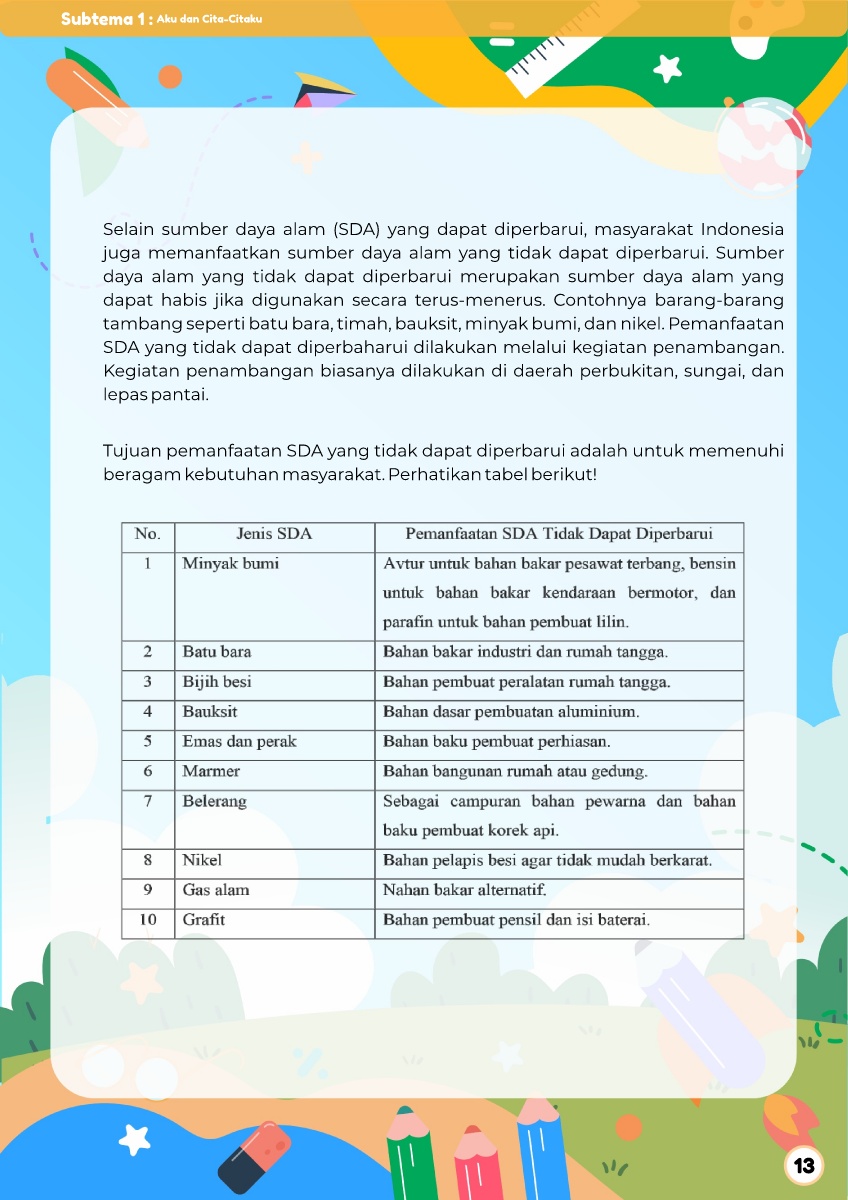 Subtema 1 : Aku dan Cita-Citaku
Selain sumber daya alam (SDA) yang dapat diperbarui, masyarakat Indonesia
juga memanfaatkan sumber daya alam yang tidak dapat diperbarui. Sumber
daya alam yang tidak dapat diperbarui merupakan sumber daya alam yang
dapat habis jika digunakan secara terus-menerus. Contohnya barang-barang
tambang seperti batu bara, timah, bauksit, minyak bumi, dan nikel. Pemanfaatan
SDA yang tidak dapat diperbaharui dilakukan melalui kegiatan penambangan.
Kegiatan penambangan biasanya dilakukan di daerah perbukitan, sungai, dan
lepas pantai.
Tujuan pemanfaatan SDA yang tidak dapat diperbarui adalah untuk memenuhi
beragam kebutuhan masyarakat. Perhatikan tabel berikut!
No. Jenis SDA Pemanfaatan SDA Tidak Dapat Diperbarui
1 Minyak bumi Avtur untuk bahan bakar pesawat terbang, bensin
untuk bahan bakar kendaraan bermotor, dan
parafin untuk bahan pembuat lilin.
2 Batu bara Bahan bakar industri dan rumah tangga.
3 Bijih besi Bahan pembuat peralatan rumah tangga.
4 Bauksit Bahan dasar pembuatan aluminium.
5 Emas dan perak Bahan baku pembuat perhiasan.
6 Marmer Bahan bangunan rumah atau gedung.
7 Belerang Sebagai campuran bahan pewarna dan bahan
baku pembuat korek api.
8 Nikel Bahan pelapis besi agar tidak mudah berkarat.
9 Gas alam Nahan bakar alternatif.
10 Grafit Bahan pembuat pensil dan isi baterai.
13